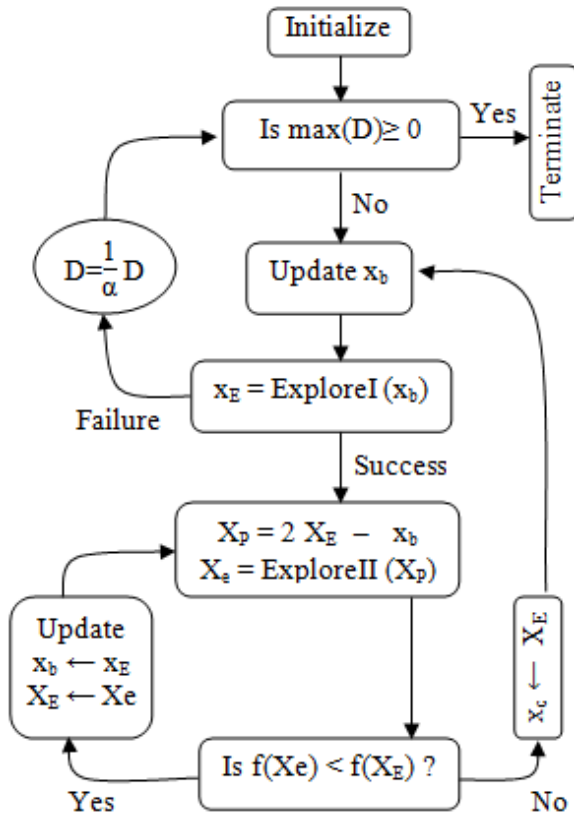 Initialize
Is max(D)≥ 0
Yes
Terminate
No
D=1/α D
Update x_b
x_E = ExploreI (x_b)
Failure
Success
X_P = 2 X_E – x_b
X_e = ExploreII (X_P)
Update
x_b ← x_E
X_E ← Xe
x_c ← X_E
Is f(Xe) < f(X_E) ?
Yes
No